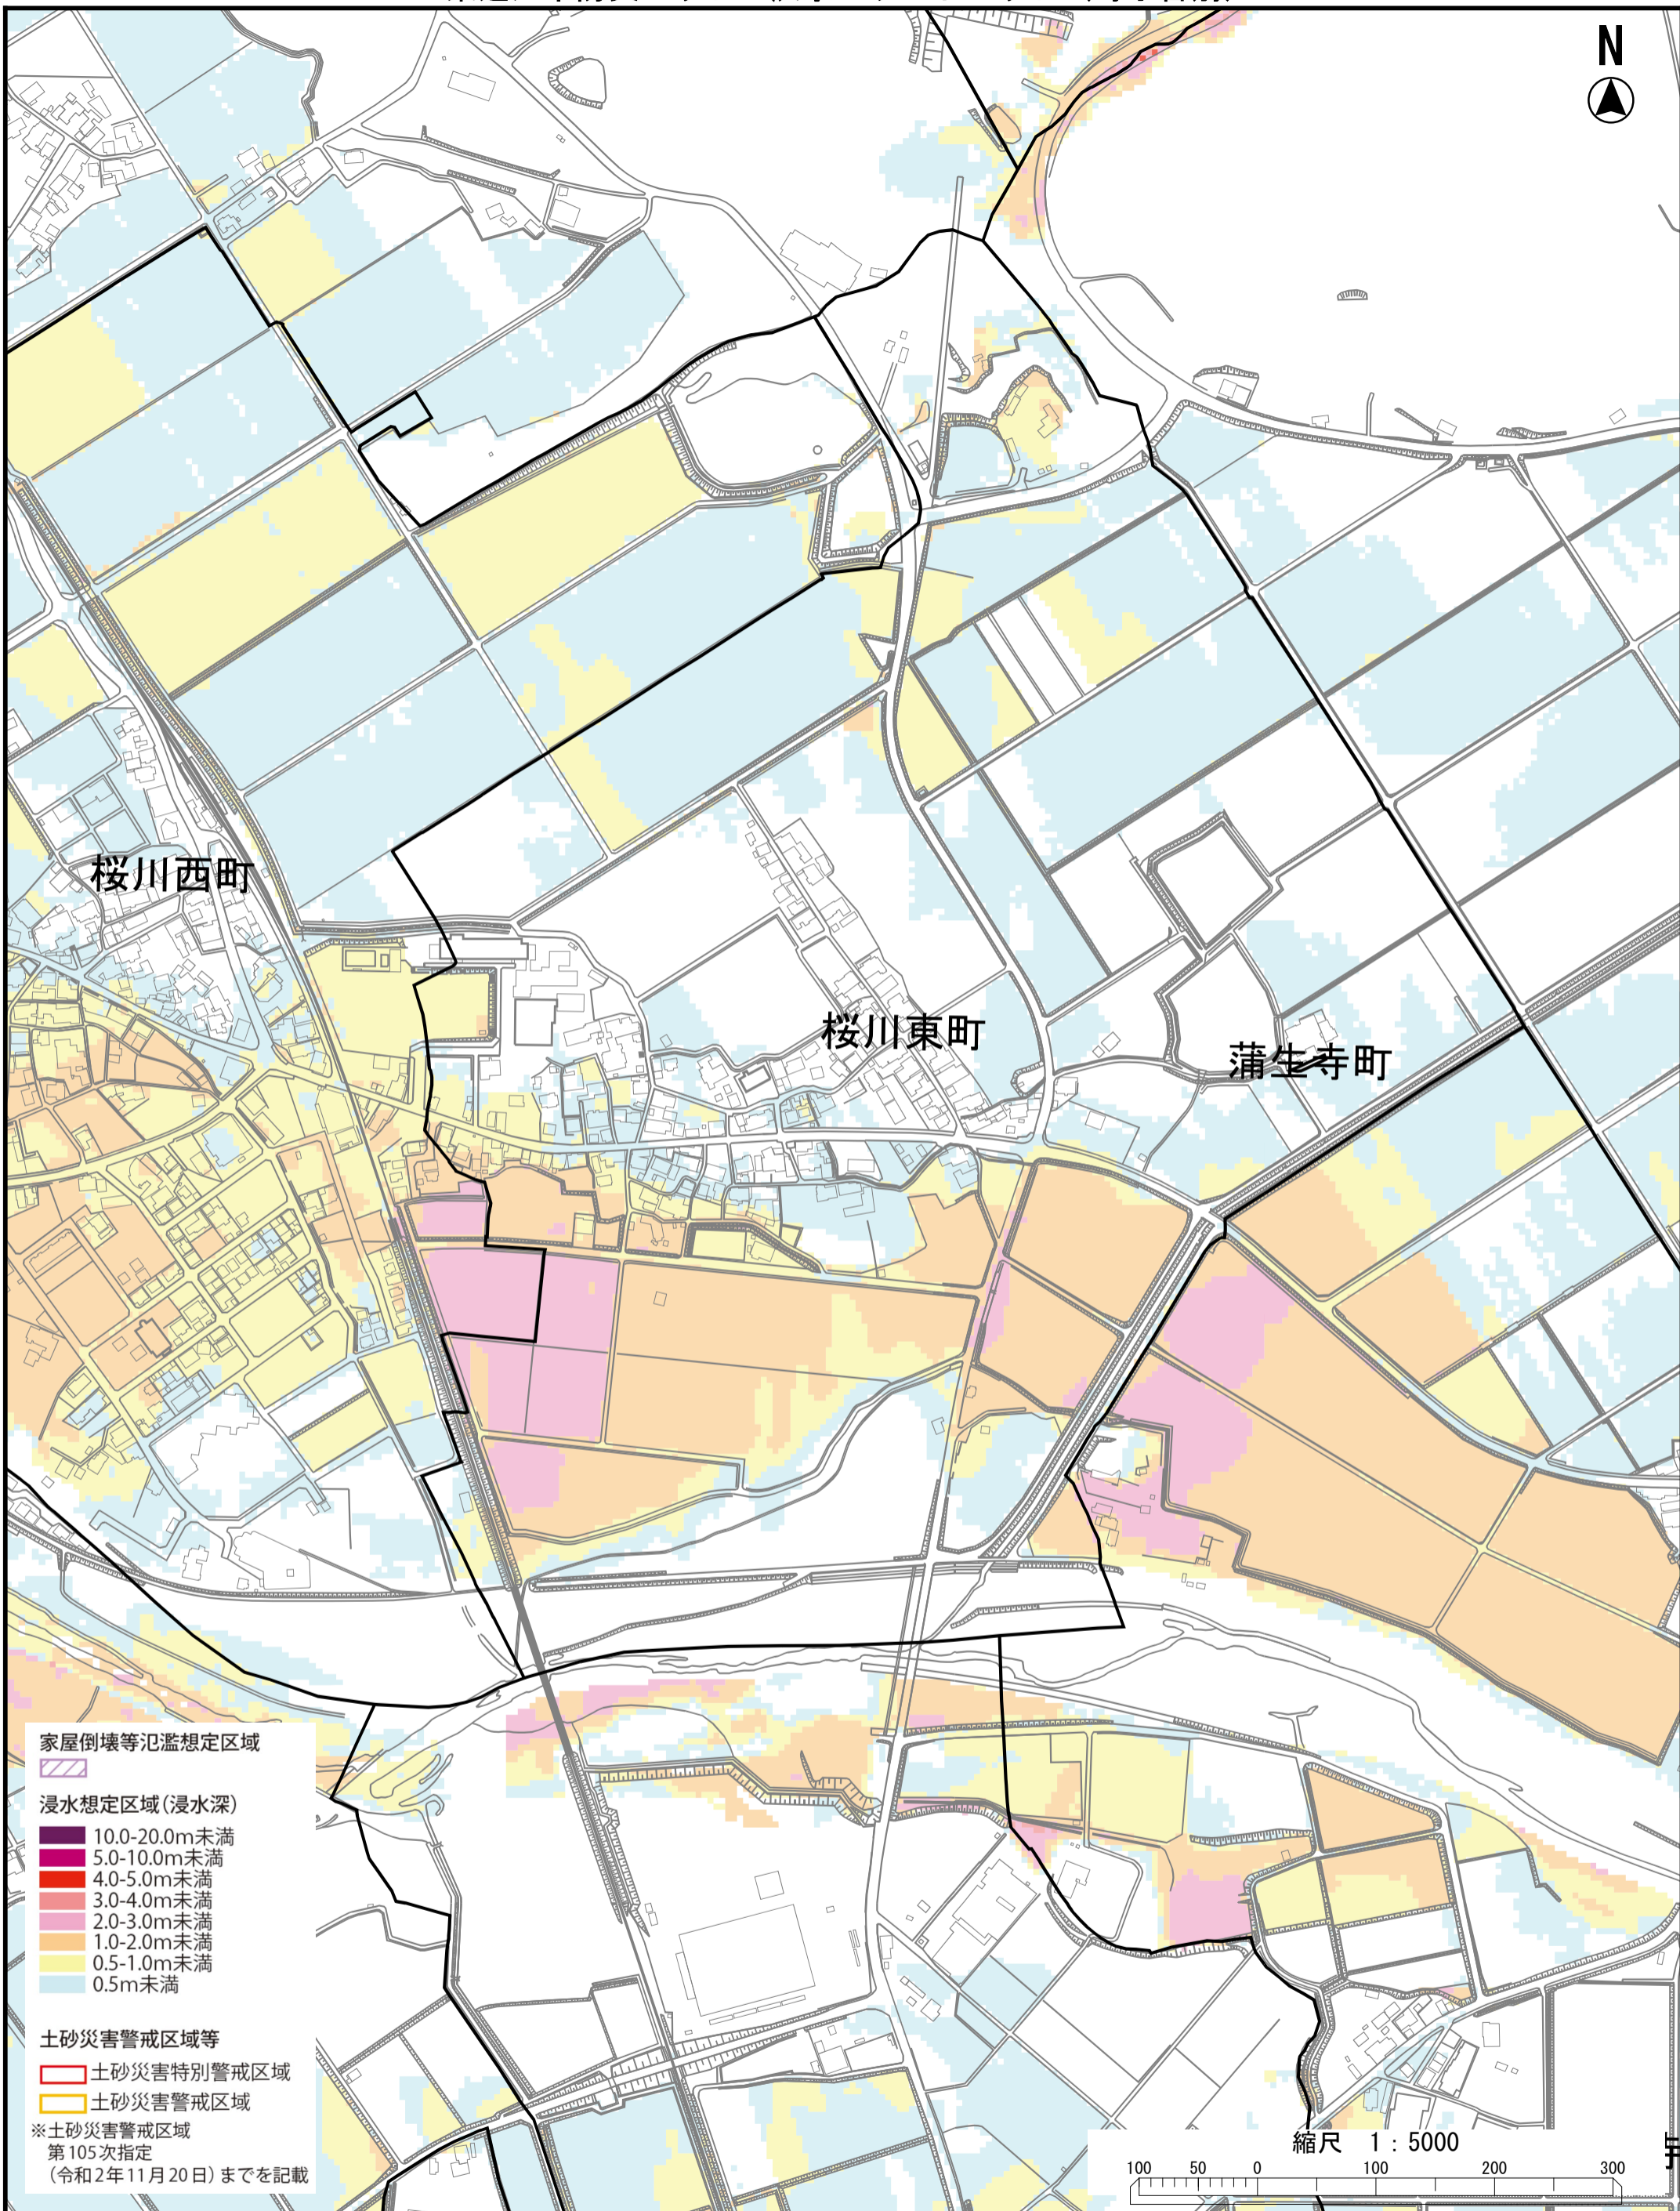 N
桜川西町
桜川東町
蒲生寺町
家屋倒壊等氾濫想定区域
浸水想定区域(浸水深)
10.0-20.0m未満
5.0-10.0m未満
4.0-5.0m未満
3.0-4.0m未満
2.0-3.0m未満
1.0-2.0m未満
0.5-1.0m未満
0.5m未満
土砂災害警戒区域等
土砂災害特別警戒区域
土砂災害警戒区域
※土砂災害警戒区域
第105次指定
(令和2年11月20日)までを記載
縮尺 1:5000
100 50 0 100 200 300